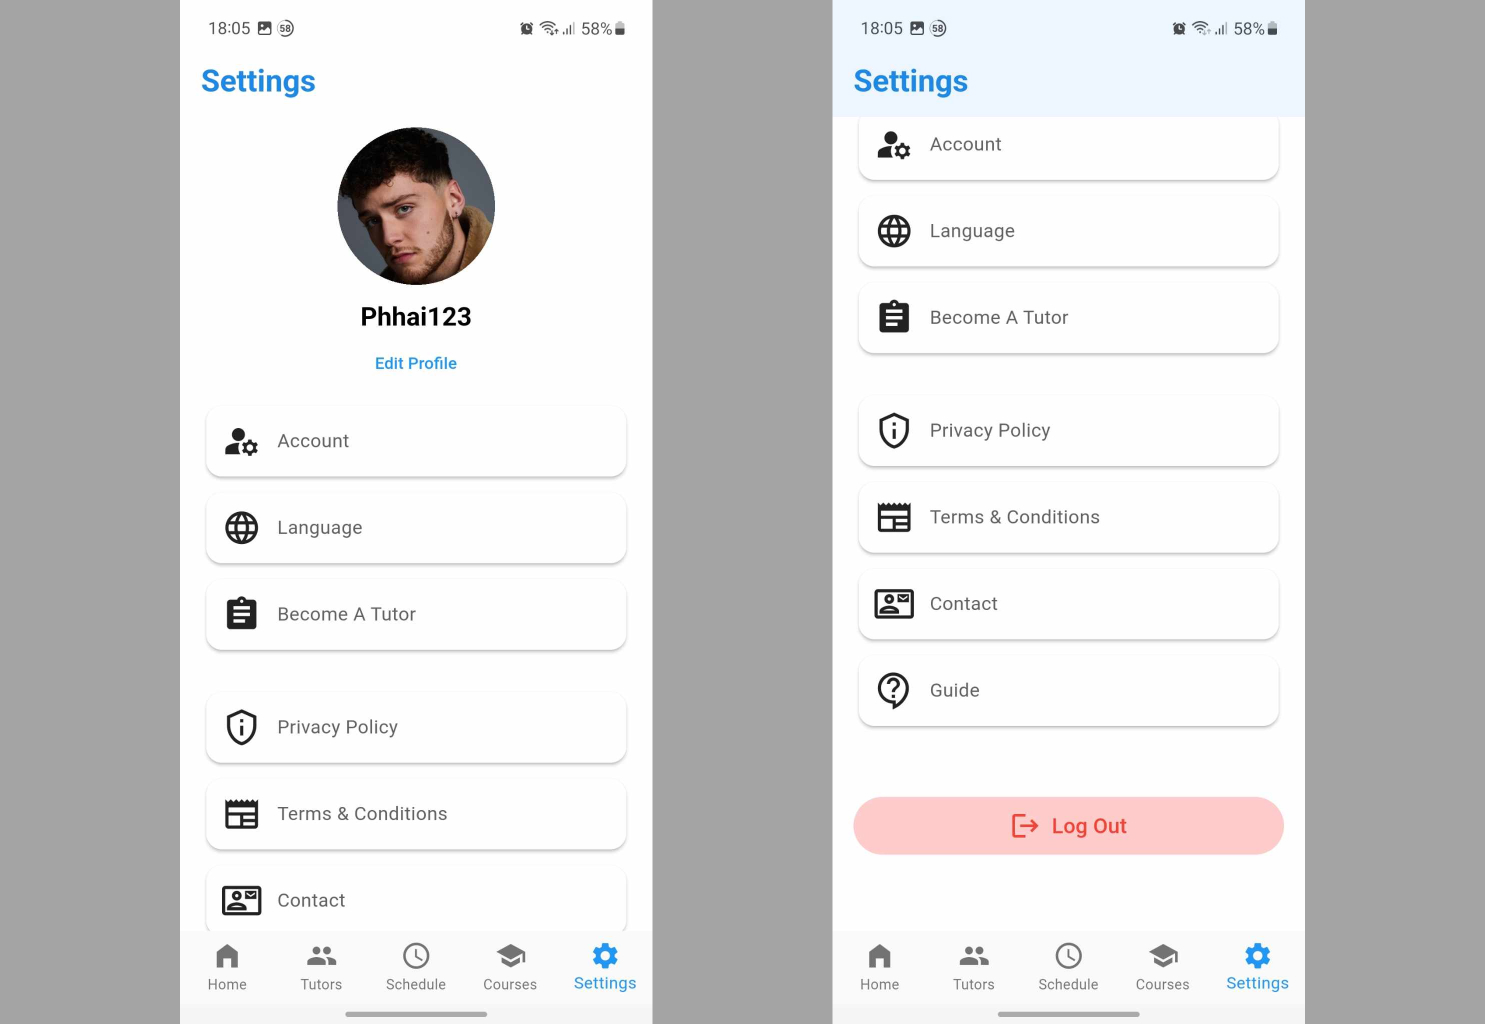 18:05 58 58%
Settings
Phhai123
Edit Profile
Account
Language
Become A Tutor
Privacy Policy
Terms & Conditions
Contact
Home Tutors Schedule Courses Settings
18:05 58 58%
Settings
Account
Language
Become A Tutor
Privacy Policy
Terms & Conditions
Contact
Guide
Log Out
Home Tutors Schedule Courses Settings